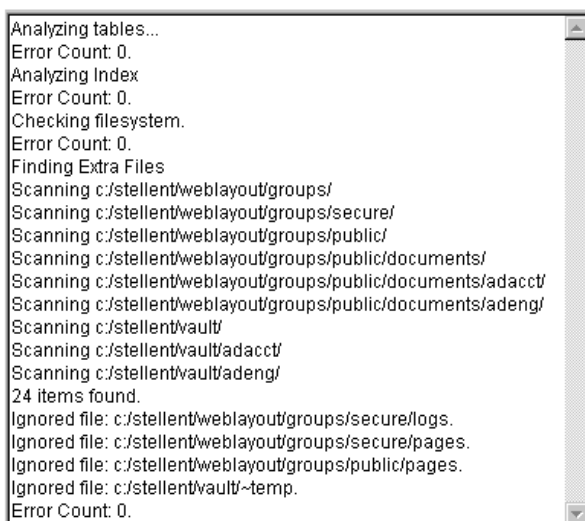 Analyzing tables...
Error Count: 0.
Analyzing Index
Error Count: 0.
Checking filesystem.
Error Count: 0.
Finding Extra Files
Scanning c:/stellent/weblayout/groups/
Scanning c:/stellent/weblayout/groups/secure/
Scanning c:/stellent/weblayout/groups/public/
Scanning c:/stellent/weblayout/groups/public/documents/
Scanning c:/stellent/weblayout/groups/public/documents/adacct/
Scanning c:/stellent/weblayout/groups/public/documents/adeng/
Scanning c:/stellent/vault/
Scanning c:/stellent/vault/adacct/
Scanning c:/stellent/vault/adeng/
24 items found.
Ignored file: c:/stellent/weblayout/groups/secure/logs.
Ignored file: c:/stellent/weblayout/groups/secure/pages.
Ignored file: c:/stellent/weblayout/groups/public/pages.
Ignored file: c:/stellent/vault/~temp.
Error Count: 0.